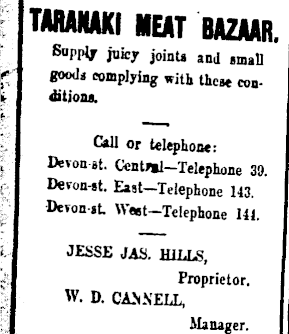 TARANAKI MEAT BAZAAR.
Supply juicy joints and small
goods complying with these con-
ditions.
Call or telephone:
Devon-st. Central—Telephone 39.
Devon-st. East—Telephone 143.
Devon-st. West—Telephone 144.
JESSE JAS. HILLS,
Proprietor.
W. D. CANNELL,
Manager.